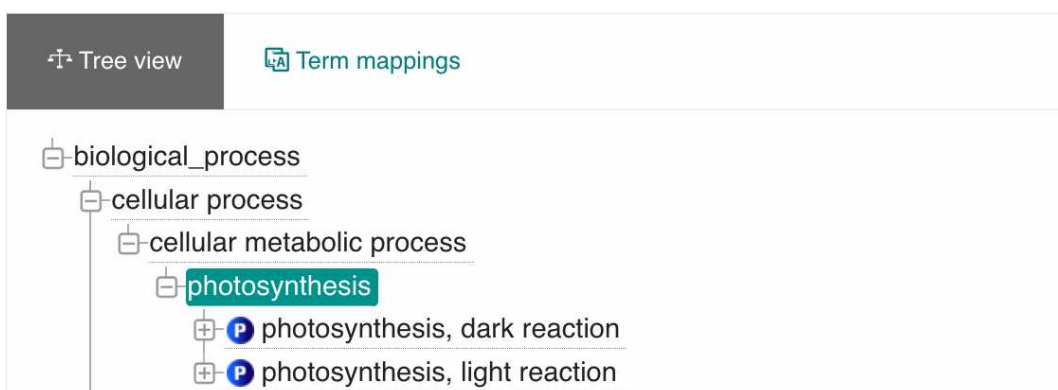 Tree view
Term mappings
biological_process
cellular process
cellular metabolic process
photosynthesis
P photosynthesis, dark reaction
P photosynthesis, light reaction